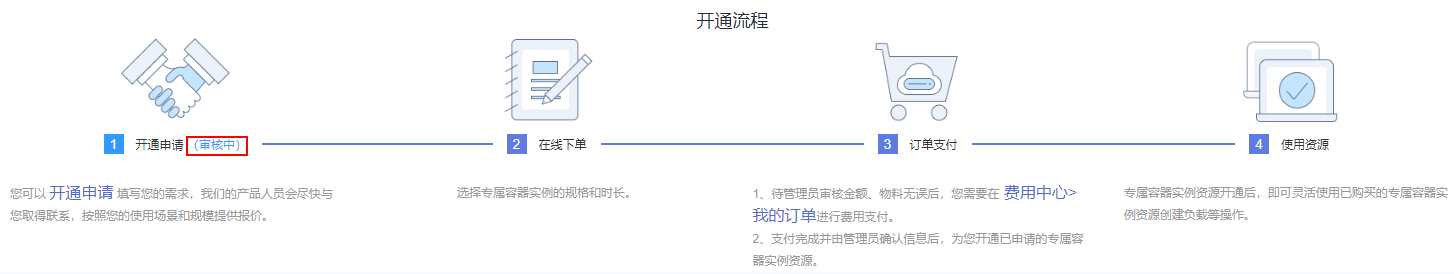 开通流程
1 开通申请 (审核中)
2 在线下单
3 订单支付
4 使用资源
您可以 开通申请 填写您的需求，我们的产品人员会尽快与
您取得联系，按照您的使用场景和规模提供报价。
选择专属容器实例的规格和时长。
1、待管理员审核金额、物料无误后，您需要在 费用中心>
我的订单进行费用支付。
2、支付完成并由管理员确认信息后，为您开通已申请的专属容
器实例资源。
专属容器实例资源开通后，即可灵活使用已购买的专属容器实
例资源创建负载等操作。